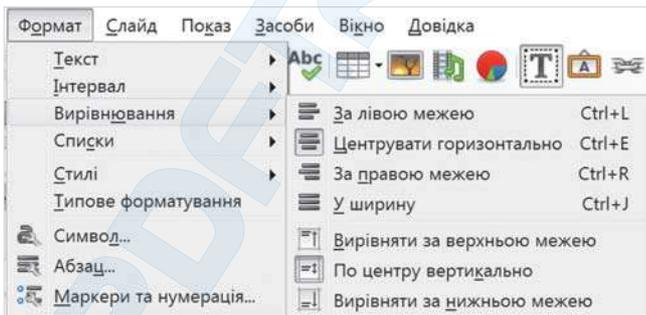 Формат Слайд Показ Засоби Вікно Довідка
Текст
Abc
T
A
Інтервал
Вирівнювання
За лівою межею Ctrl+L
Списки
Центрувати горизонтально Ctrl+E
Стилі
За правою межею Ctrl+R
Типове форматування
У ширину Ctrl+J
Символ...
Вирівняти за верхньою межею
Абзац...
По центру вертикально
Маркери та нумерація...
Вирівняти за нижньою межею